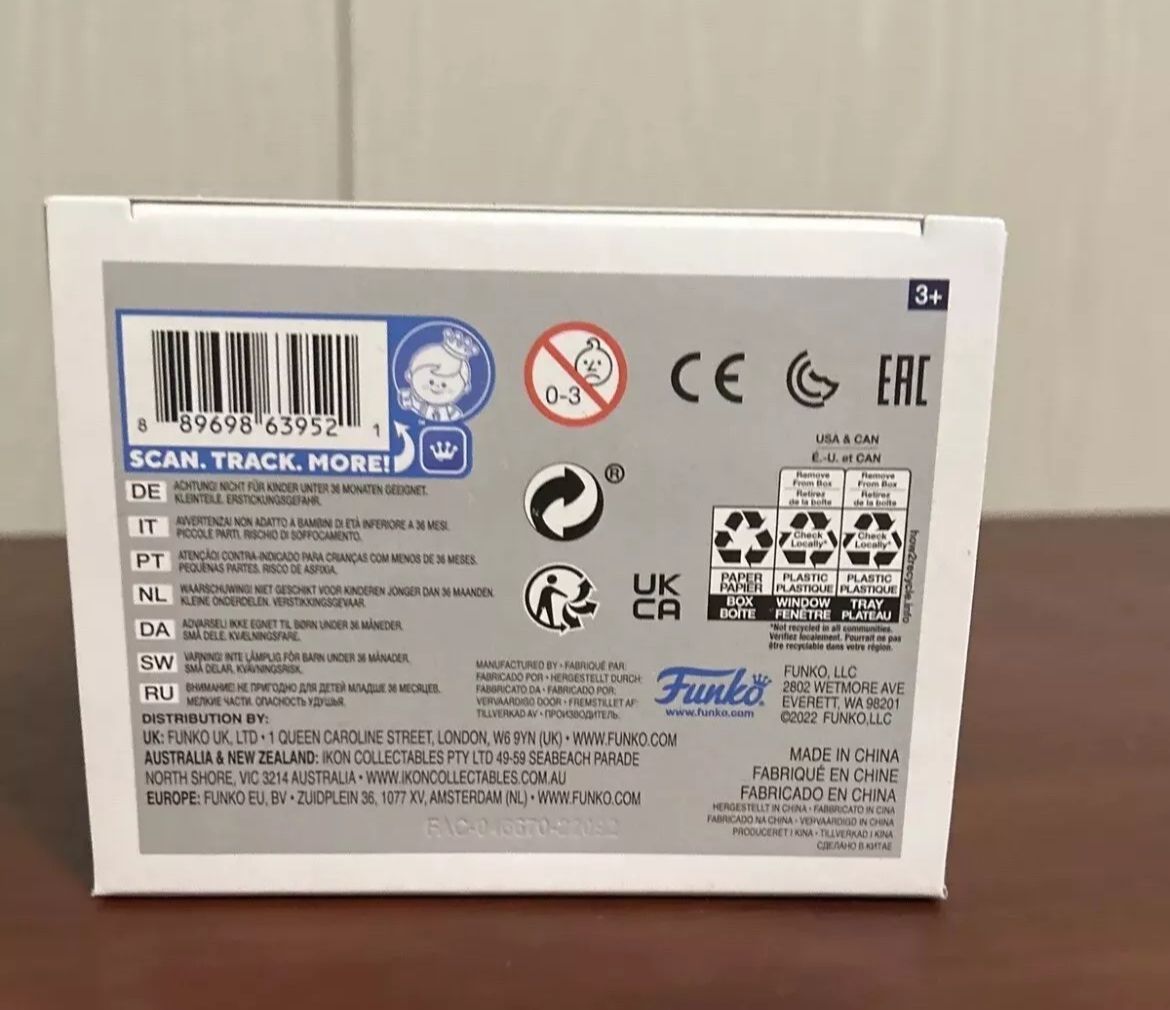 3+
8 89698 63952 1
SCAN. TRACK. MORE!
0-3
CE
EAC
®
UK
CA
USA & CAN
É.-U. et CAN
Remove
From Box
Retirez
de la boîte
Remove
From Box
Retirez
de la boîte
Check
Locally*
Check
Locally*
PAPER
PAPIER
PLASTIC
PLASTIQUE
PLASTIC
PLASTIQUE
BOX
BOÎTE
WINDOW
FENÊTRE
TRAY
PLATEAU
how2recycle.info
*Not recycled in all communities.
Vérifiez localement. Pourrait ne pas
être recyclable dans votre région.
DE ACHTUNG! NICHT FÜR KINDER UNTER 36 MONATEN GEEIGNET.
KLEINTEILE. ERSTICKUNGSGEFAHR.
IT AVVERTENZA! NON ADATTO A BAMBINI DI ETÀ INFERIORE A 36 MESI.
PICCOLE PARTI. RISCHIO DI SOFFOCAMENTO.
PT ATENÇÃO! CONTRA-INDICADO PARA CRIANÇAS COM MENOS DE 36 MESES.
PEQUENAS PARTES. RISCO DE ASFIXIA.
NL WAARSCHUWING! NIET GESCHIKT VOOR KINDEREN JONGER DAN 36 MAANDEN.
KLEINE ONDERDELEN. VERSTIKKINGSGEVAAR.
DA ADVARSEL! IKKE EGNET TIL BØRN UNDER 36 MÅNEDER.
SMÅ DELE. KVÆLNINGSFARE.
SW VARNING! INTE LÄMPLIG FÖR BARN UNDER 36 MÅNADER.
SMÅ DELAR. KVÄVNINGSRISK.
RU ВНИМАНИЕ! НЕ ПРИГОДНО ДЛЯ ДЕТЕЙ МЛАДШЕ 36 МЕСЯЦЕВ.
МЕЛКИЕ ЧАСТИ. ОПАСНОСТЬ УДУШЬЯ.
MANUFACTURED BY • FABRIQUÉ PAR:
FABRICADO POR • HERGESTELLT DURCH:
FABBRICATO DA • FABRICADO POR:
VERVAARDIGD DOOR • FREMSTILLET AF:
TILLVERKAD AV • ПРОИЗВОДИТЕЛЬ:
Funko
www.funko.com
FUNKO, LLC
2802 WETMORE AVE
EVERETT, WA 98201
©2022 FUNKO,LLC
DISTRIBUTION BY:
UK: FUNKO UK, LTD • 1 QUEEN CAROLINE STREET, LONDON, W6 9YN (UK) • WWW.FUNKO.COM
AUSTRALIA & NEW ZEALAND: IKON COLLECTABLES PTY LTD 49-59 SEABEACH PARADE
NORTH SHORE, VIC 3214 AUSTRALIA • WWW.IKONCOLLECTABLES.COM.AU
EUROPE: FUNKO EU, BV • ZUIDPLEIN 36, 1077 XV, AMSTERDAM (NL) • WWW.FUNKO.COM
MADE IN CHINA
FABRIQUÉ EN CHINE
FABRICADO EN CHINA
HERGESTELLT IN CHINA • FABBRICATO IN CINA
FABRICADO NA CHINA • VERVAARDIGD IN CHINA
PRODUCERET I KINA • TILLVERKAD I KINA
СДЕЛАНО В КИТАЕ